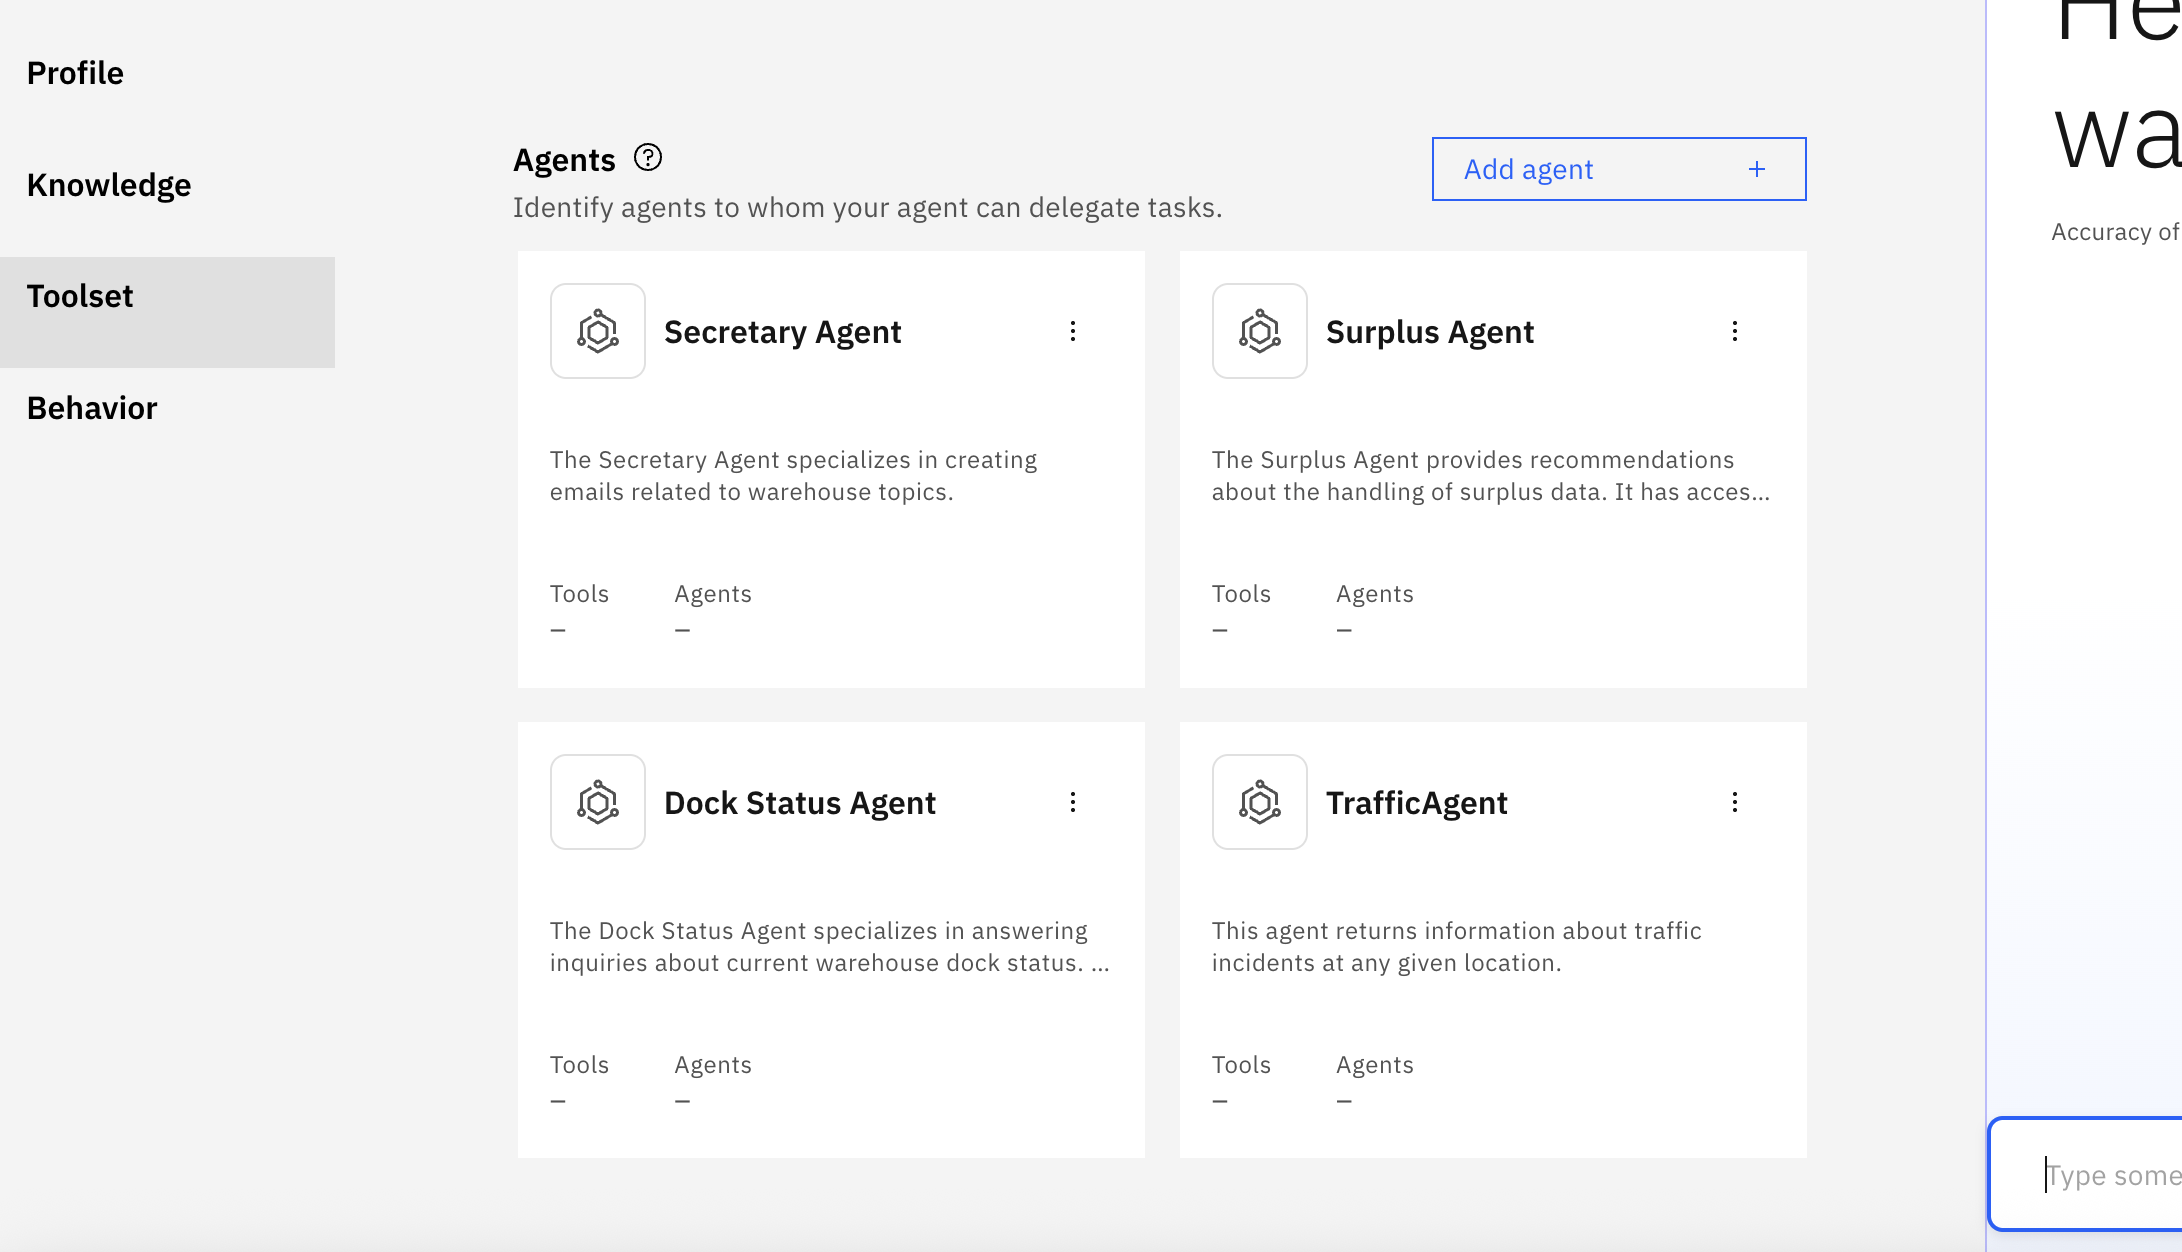 Profile
Knowledge
Toolset
Behavior
Agents
Identify agents to whom your agent can delegate tasks.
Add agent +
Secretary Agent
The Secretary Agent specializes in creating
emails related to warehouse topics.
Tools Agents
– –
Surplus Agent
The Surplus Agent provides recommendations
about the handling of surplus data. It has acces...
Tools Agents
– –
Dock Status Agent
The Dock Status Agent specializes in answering
inquiries about current warehouse dock status. ...
Tools Agents
– –
TrafficAgent
This agent returns information about traffic
incidents at any given location.
Tools Agents
– –
He
wa
Accuracy of
Type some